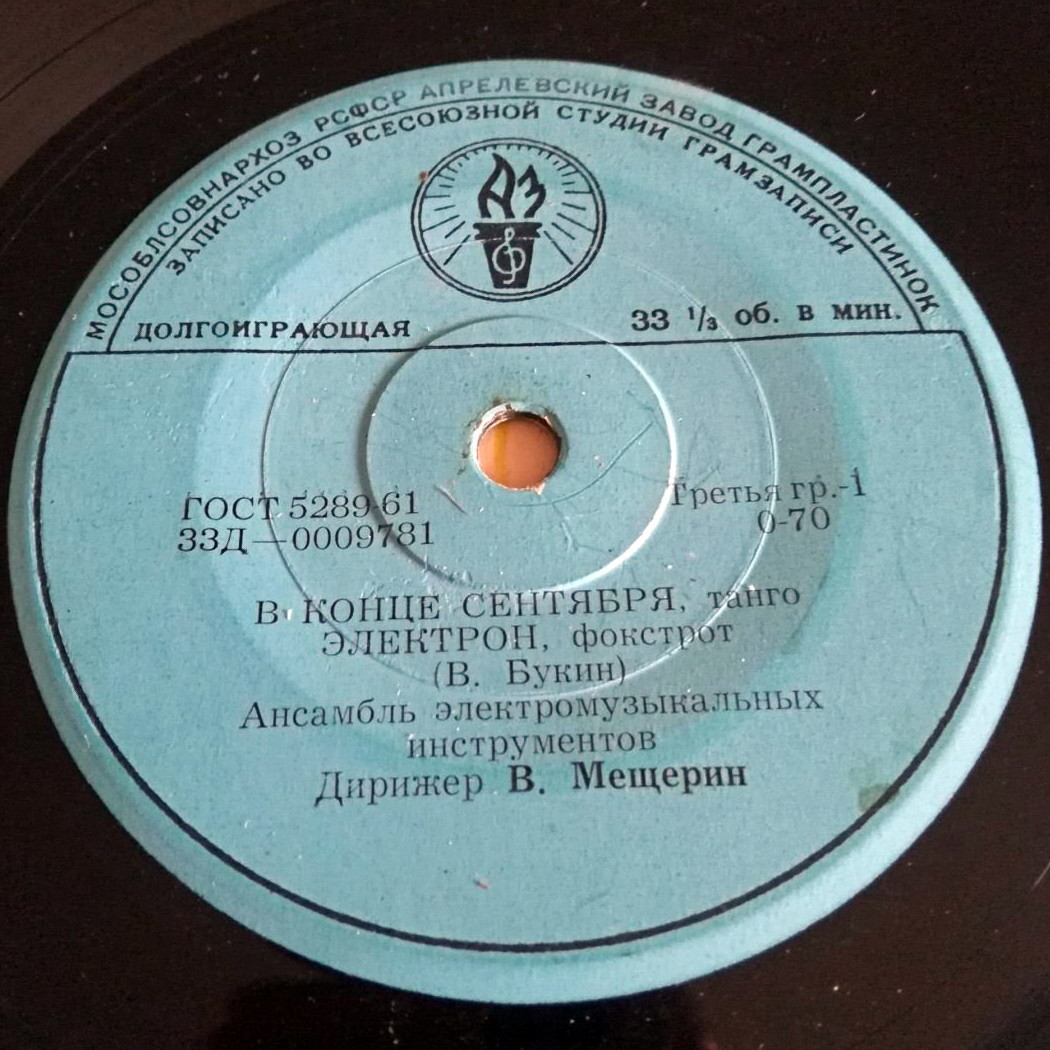 МОСОБЛСОВНАРХОЗ РСФСР АПРЕЛЕВСКИЙ ЗАВОД ГРАМПЛАСТИНОК
ЗАПИСАНО ВО ВСЕСОЮЗНОЙ СТУДИИ ГРАМЗАПИСИ
АЗ
ДОЛГОИГРАЮЩАЯ 33 1/3 об. в мин.
ГОСТ 5289-61 Третья гр.-1
33Д—0009781 0-70
В КОНЦЕ СЕНТЯБРЯ, танго
ЭЛЕКТРОН, фокстрот
(В. Букин)
Ансамбль электромузыкальных
инструментов
Дирижер В. Мещерин